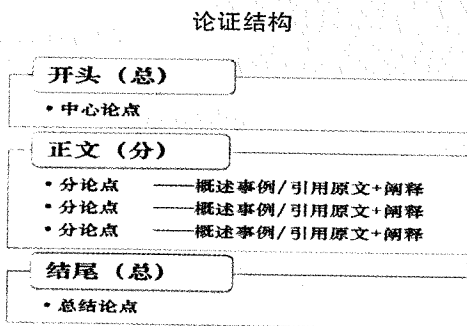 论证结构
开头（总）
•中心论点
正文（分）
•分论点 ——概述事例/引用原文+阐释
•分论点 ——概述事例/引用原文+阐释
•分论点 ——概述事例/引用原文+阐释
结尾（总）
•总结论点